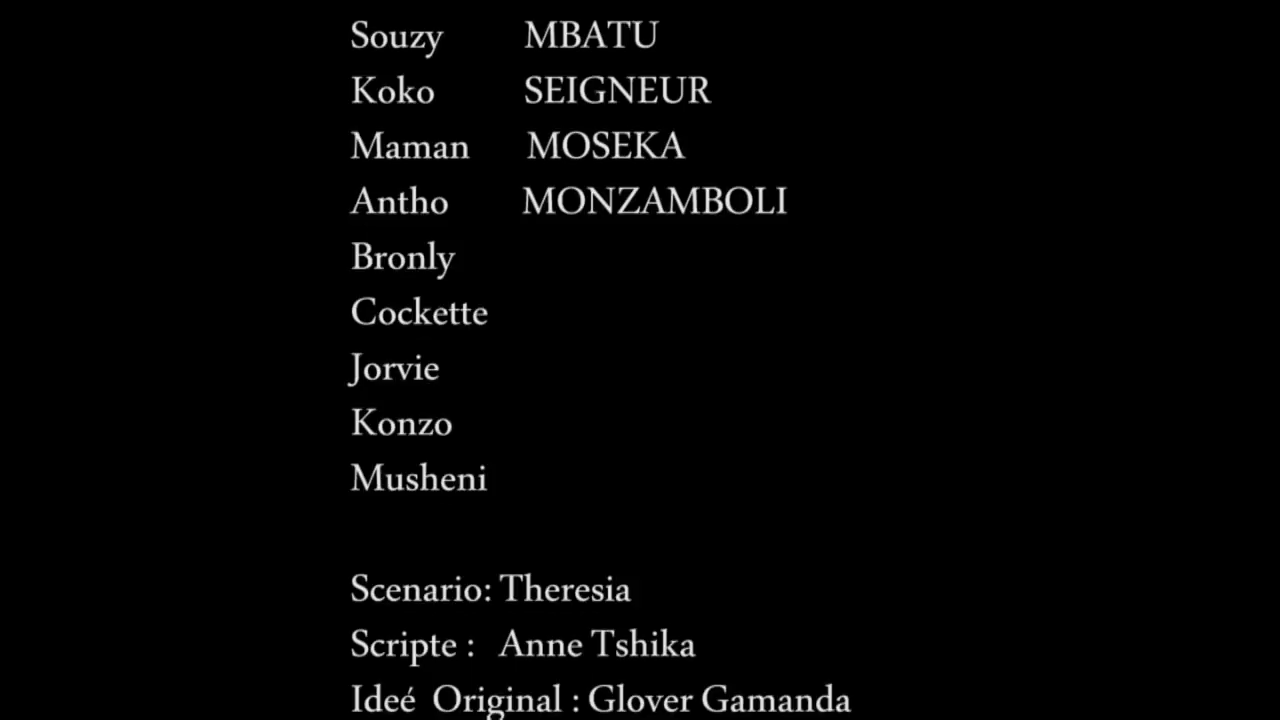 Souzy MBATU
Koko SEIGNEUR
Maman MOSEKA
Antho MONZAMBOLI
Bronly
Cockette
Jorvie
Konzo
Musheni
Scenario: Theresia
Scripte : Anne Tshika
Ideé Original : Glover Gamanda